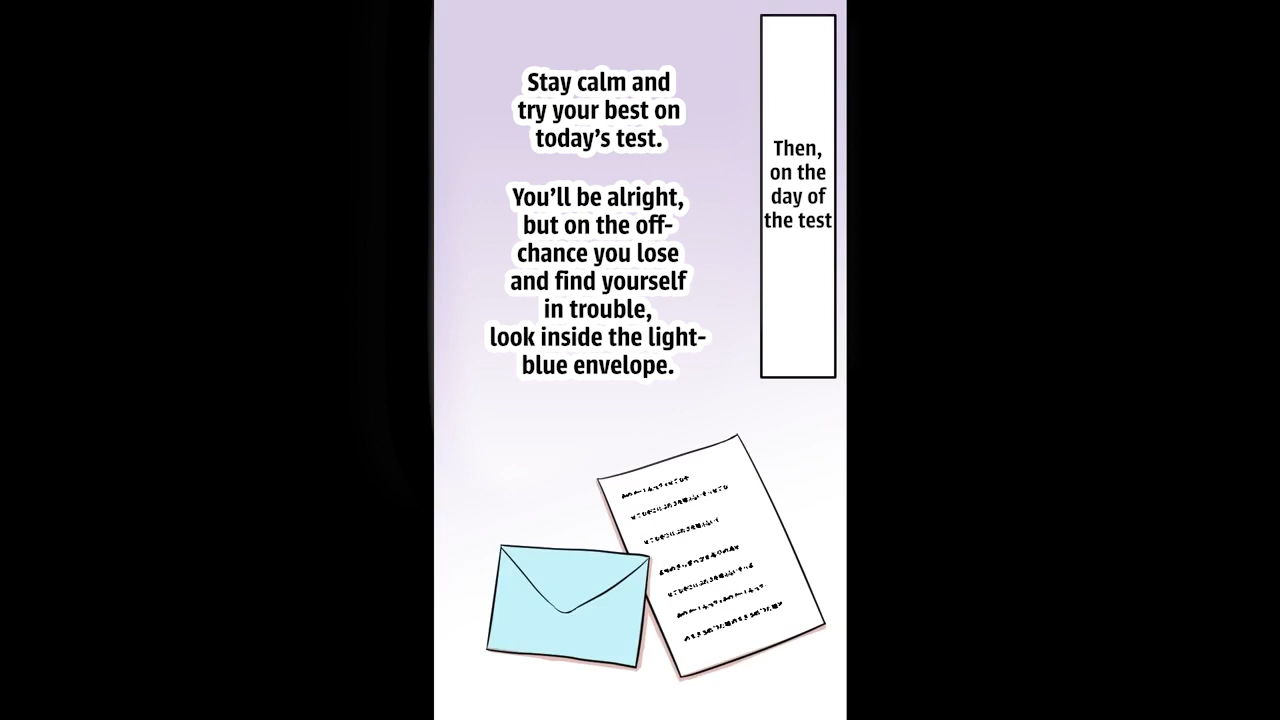 Then,
on the
day of
the test
Stay calm and
try your best on
today's test.
You'll be alright,
but on the off-
chance you lose
and find yourself
in trouble,
look inside the light-
blue envelope.